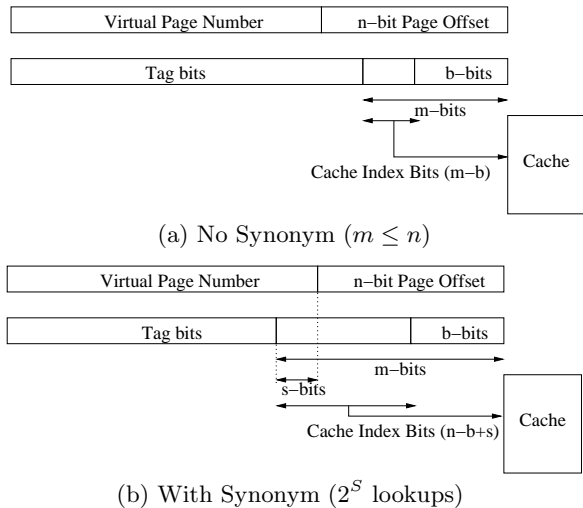 Virtual Page Number n−bit Page Offset
Tag bits b−bits
m−bits
Cache Index Bits (m−b)
Cache
(a) No Synonym (m ≤ n)
Virtual Page Number n−bit Page Offset
Tag bits b−bits
m−bits
s−bits
Cache Index Bits (n−b+s)
Cache
(b) With Synonym (2^S lookups)